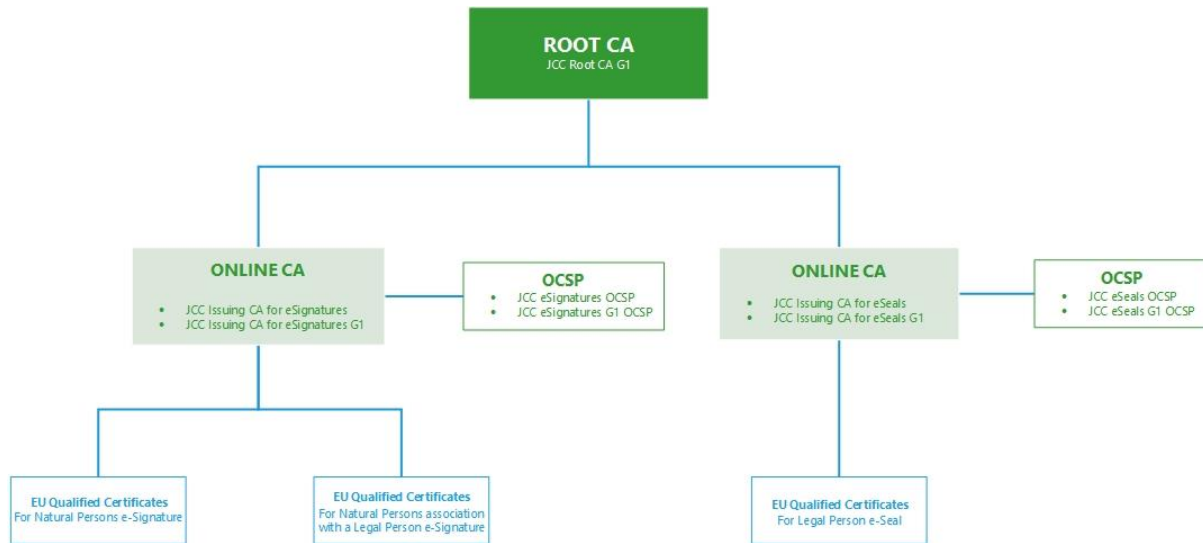 ROOT CA
JCC Root CA G1
ONLINE CA
• JCC Issuing CA for eSignatures
• JCC Issuing CA for eSignatures G1
OCSP
• JCC eSignatures OCSP
• JCC eSignatures G1 OCSP
ONLINE CA
• JCC Issuing CA for eSeals
• JCC Issuing CA for eSeals G1
OCSP
• JCC eSeals OCSP
• JCC eSeals G1 OCSP
EU Qualified Certificates
For Natural Persons e-Signature
EU Qualified Certificates
For Natural Persons association
with a Legal Person e-Signature
EU Qualified Certificates
For Legal Person e-Seal